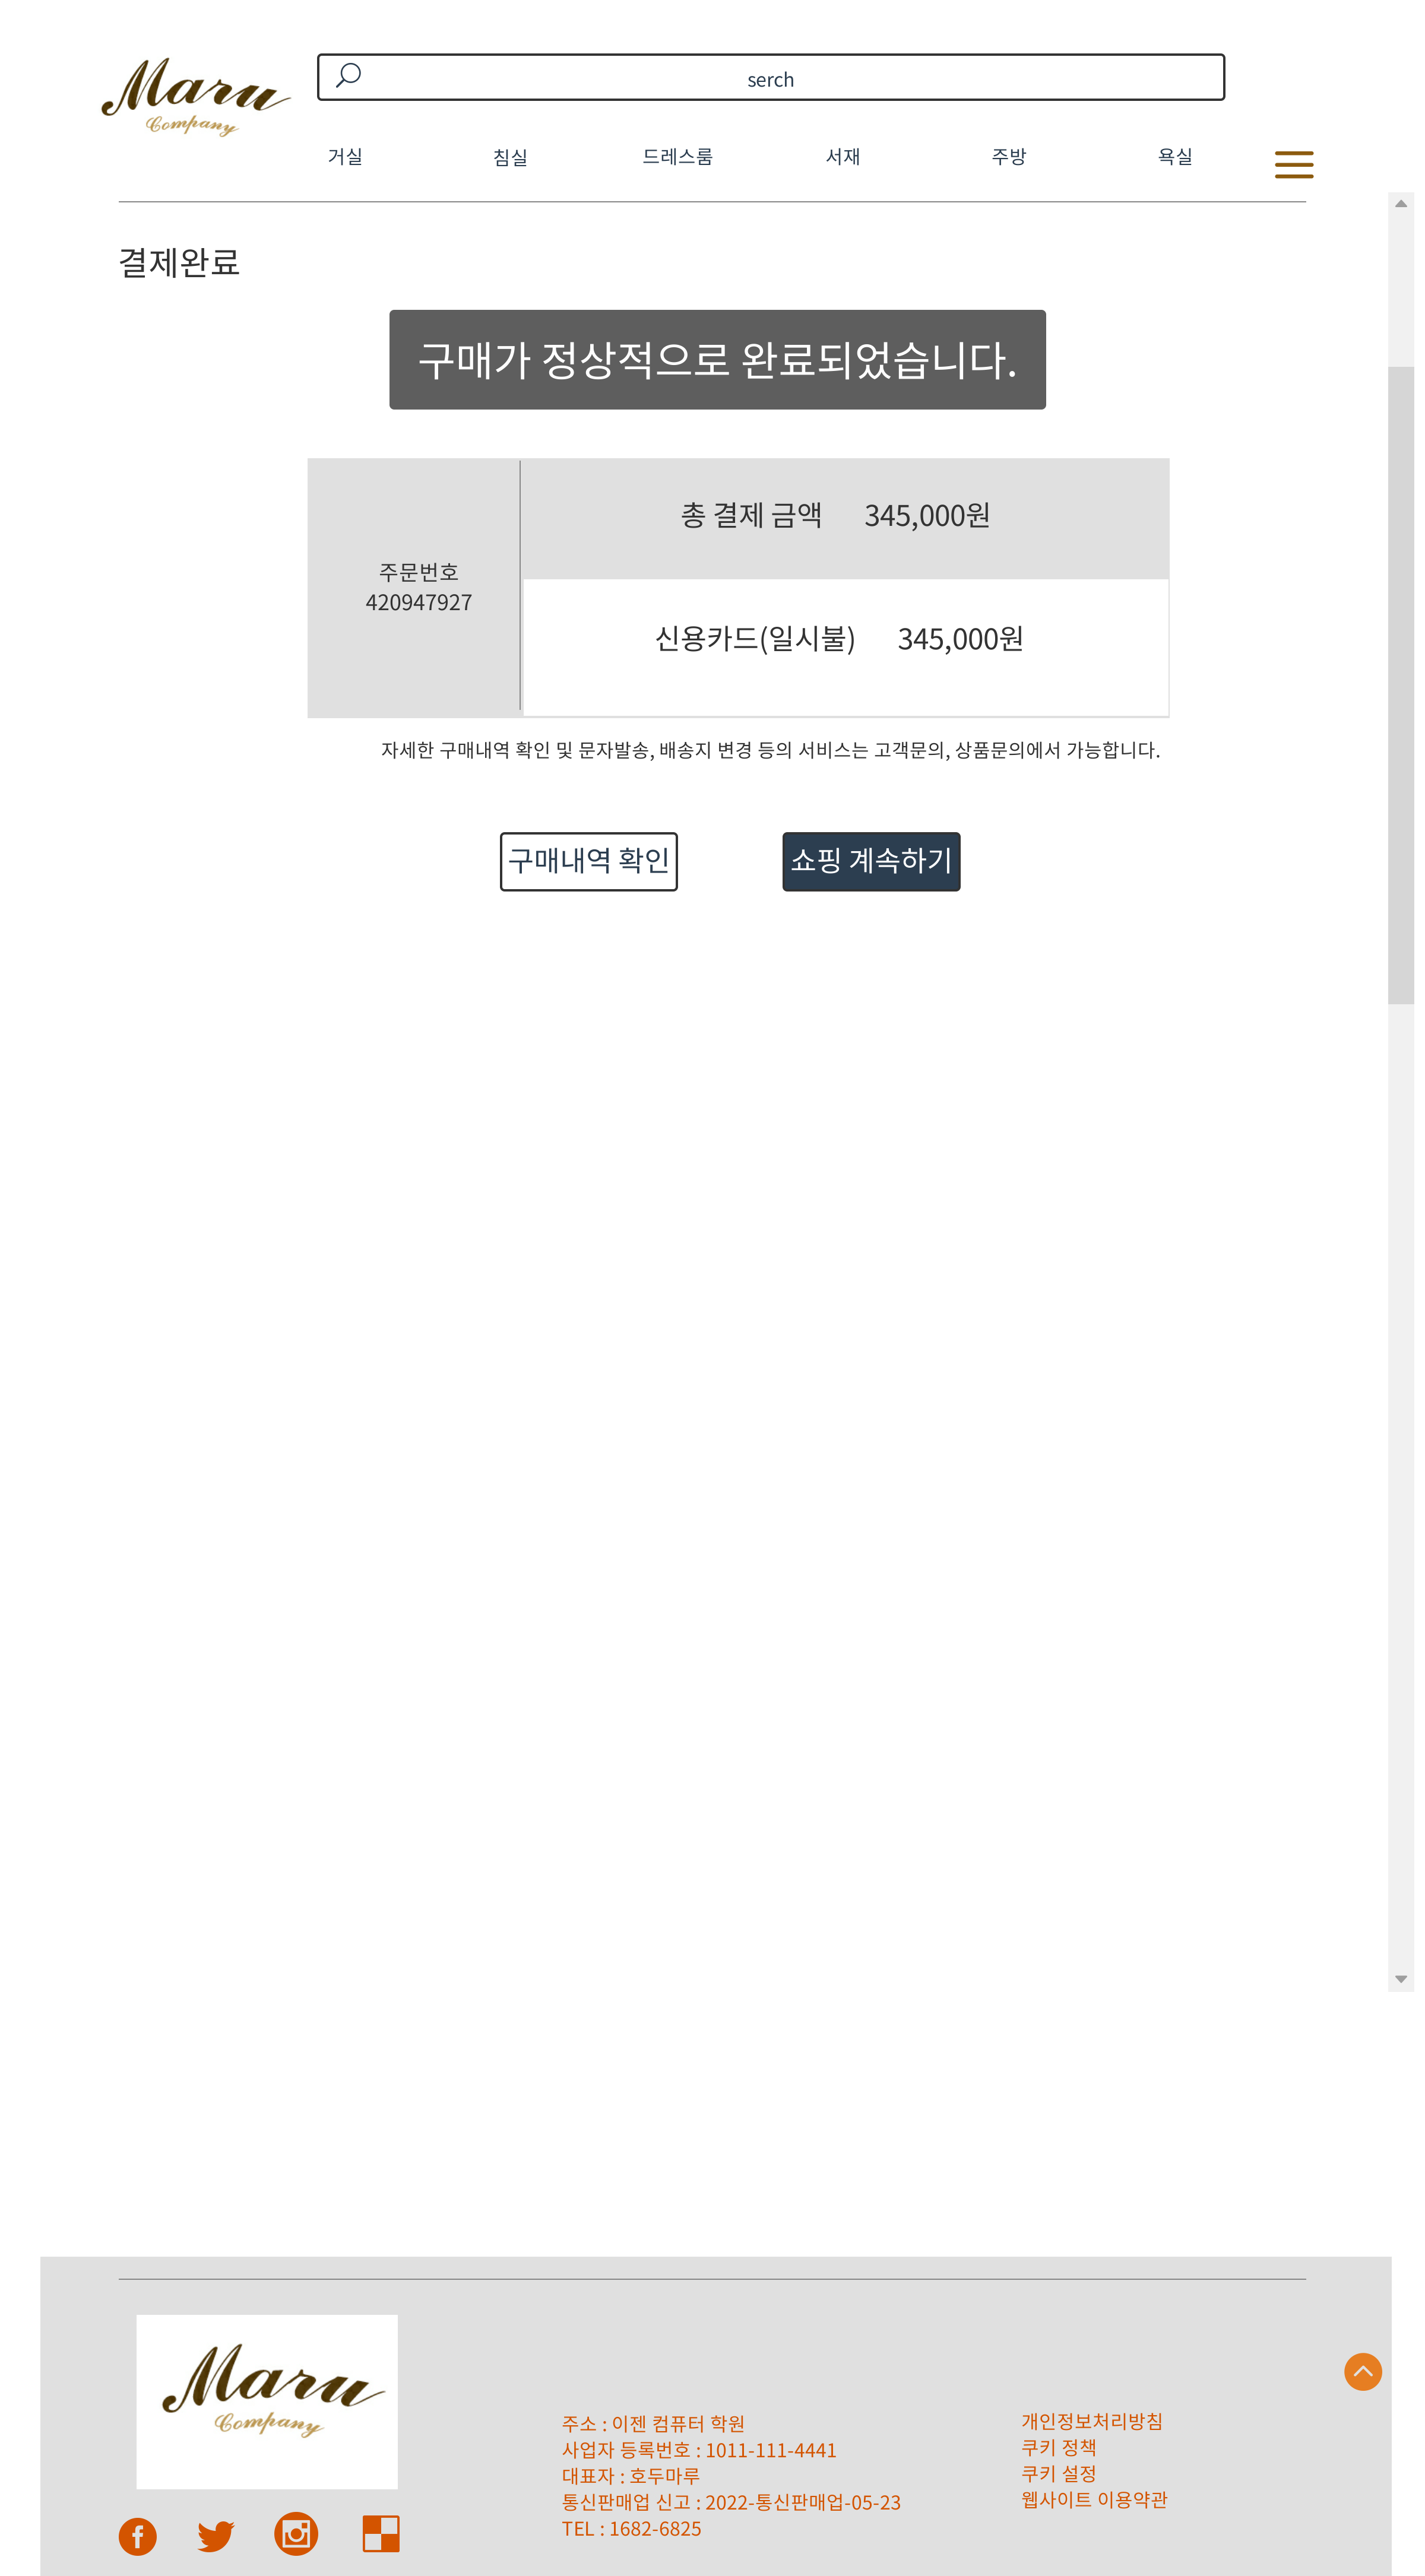 Maru
Company
serch
거실
침실
드레스룸
서재
주방
욕실
결제완료
구매가 정상적으로 완료되었습니다.
총 결제 금액 345,000원
주문번호
420947927
신용카드(일시불) 345,000원
자세한 구매내역 확인 및 문자발송, 배송지 변경 등의 서비스는 고객문의, 상품문의에서 가능합니다.
구매내역 확인
쇼핑 계속하기
Maru
Company
주소 : 이젠 컴퓨터 학원
사업자 등록번호 : 1011-111-4441
대표자 : 호두마루
통신판매업 신고 : 2022-통신판매업-05-23
TEL : 1682-6825
개인정보처리방침
쿠키 정책
쿠키 설정
웹사이트 이용약관